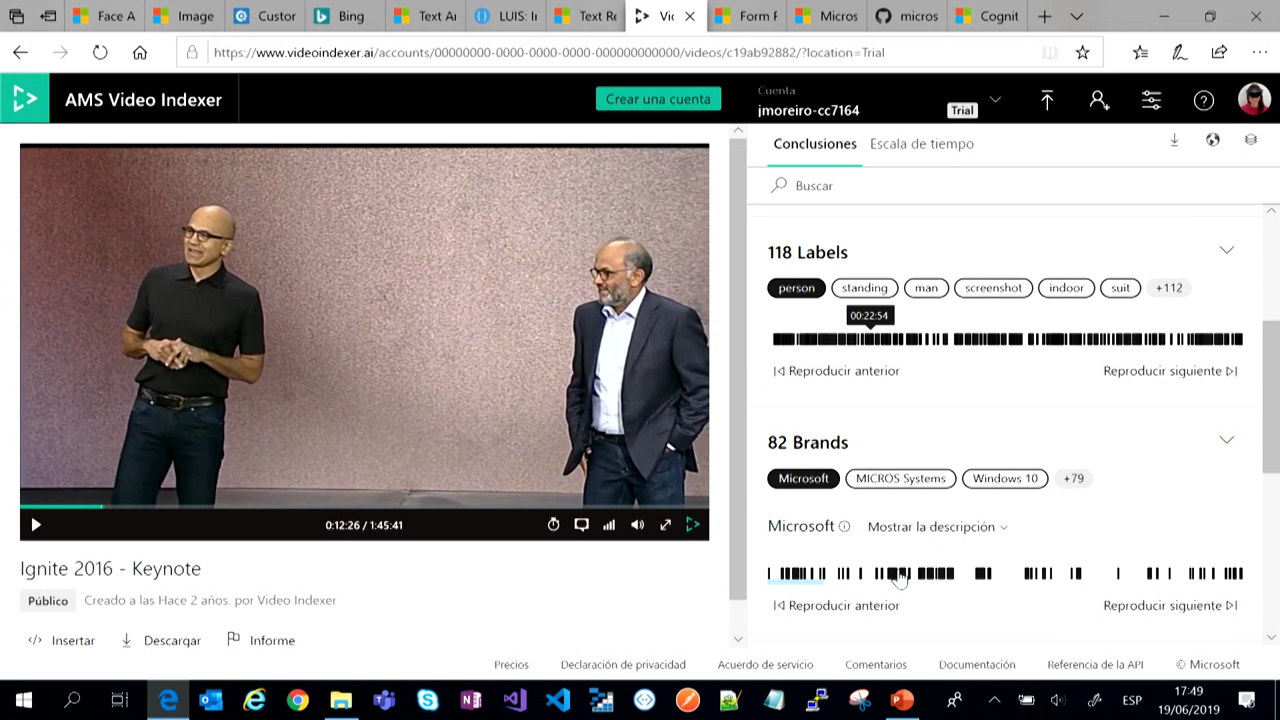 Face A
Image
Custor
Bing
Text A
LUIS: I
Text Re
Vi
Form F
Micros
micros
Cognit
https://www.videoindexer.ai/accounts/00000000-0000-0000-0000-000000000000/videos/c19ab92882/?location=Trial
AMS Video Indexer
Crear una cuenta
Cuenta
jmoreiro-cc7164
Trial
Conclusiones
Escala de tiempo
Buscar
118 Labels
person
standing
man
screenshot
indoor
suit
+112
00:22:54
Reproducir anterior
Reproducir siguiente
82 Brands
Microsoft
MICROS Systems
Windows 10
+79
Microsoft
Mostrar la descripción
Reproducir anterior
Reproducir siguiente
0:12:26 / 1:45:41
Ignite 2016 - Keynote
Público
Creado a las Hace 2 años. por Video Indexer
Insertar
Descargar
Informe
Precios
Declaración de privacidad
Acuerdo de servicio
Comentarios
Documentación
Referencia de la API
© Microsoft
ESP
17:49
19/06/2019